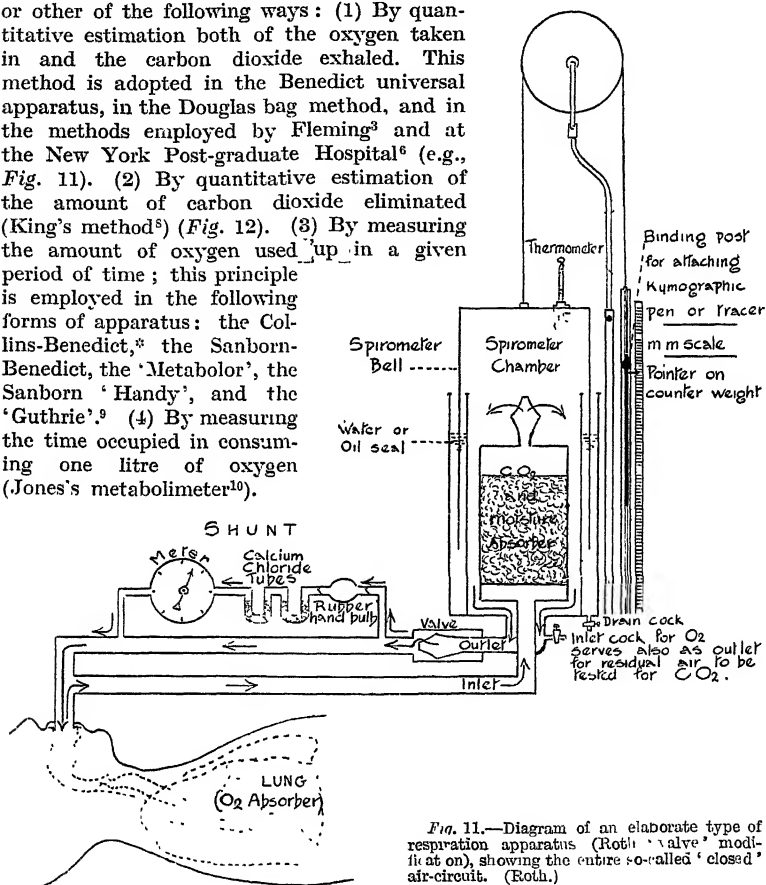 or other of the following ways : (1) By quan-
titative estimation both of the oxygen taken
in and the carbon dioxide exhaled. This
method is adopted in the Benedict universal
apparatus, in the Douglas bag method, and in
the methods employed by Fleming³ and at
the New York Post-graduate Hospital⁶ (e.g.,
Fig. 11). (2) By quantitative estimation of
the amount of carbon dioxide eliminated
(King's method⁸) (Fig. 12). (3) By measuring
the amount of oxygen used up in a given
period of time ; this principle
is employed in the following
forms of apparatus : the Col-
lins-Benedict,* the Sanborn-
Benedict, the 'Metabolor', the
Sanborn 'Handy', and the
'Guthrie'.⁹ (4) By measuring
the time occupied in consum-
ing one litre of oxygen
(Jones's metabolimeter¹⁰).
Thermometer
Binding post
for attaching
Kymographic
pen or tracer
mm scale
Pointer on
counter weight
Spirometer
Bell
Spirometer
Chamber
Water or
Oil seal
CO₂
and
moisture
Absorber
SHUNT
Meter
Calcium
Chloride
Tubes
Rubber
hand bulb
Valve
Outlet
Inlet
Drain cock
Inlet cock for O₂
serves also as outlet
for residual air to be
tested for CO₂.
LUNG
(O₂ Absorber)
Fig. 11.—Diagram of an elaborate type of
respiration apparatus (Roth 'valve' modi-
fication), showing the entire so-called 'closed'
air-circuit. (Roth.)